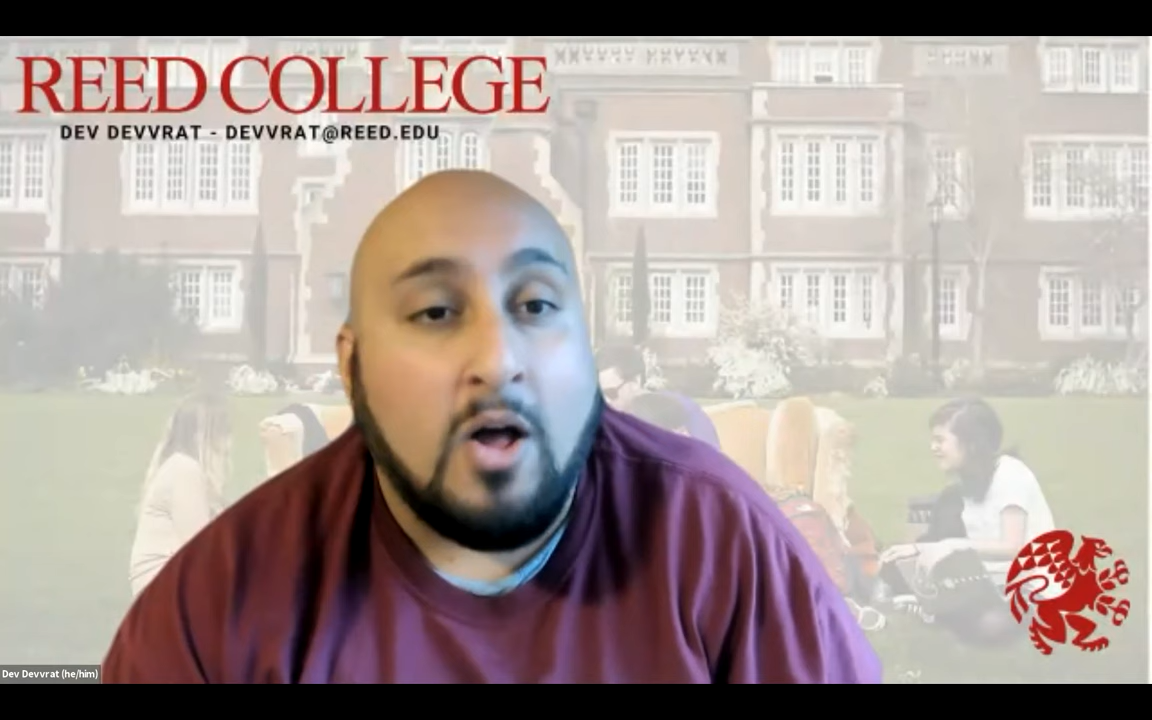 REED COLLEGE
DEV DEVVRAT - DEVVRAT@REED.EDU
Dev Devvrat (he/him)